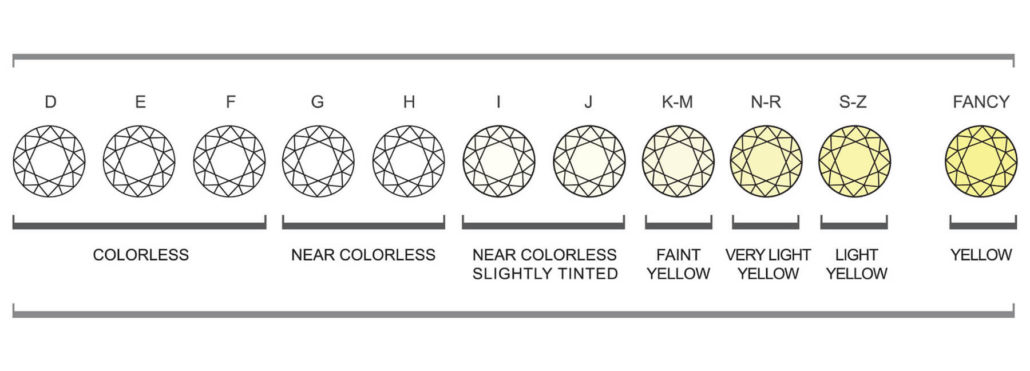 D E F G H I J K-M N-R S-Z FANCY
COLORLESS NEAR COLORLESS NEAR COLORLESS FAINT VERY LIGHT LIGHT YELLOW
SLIGHTLY TINTED YELLOW YELLOW YELLOW